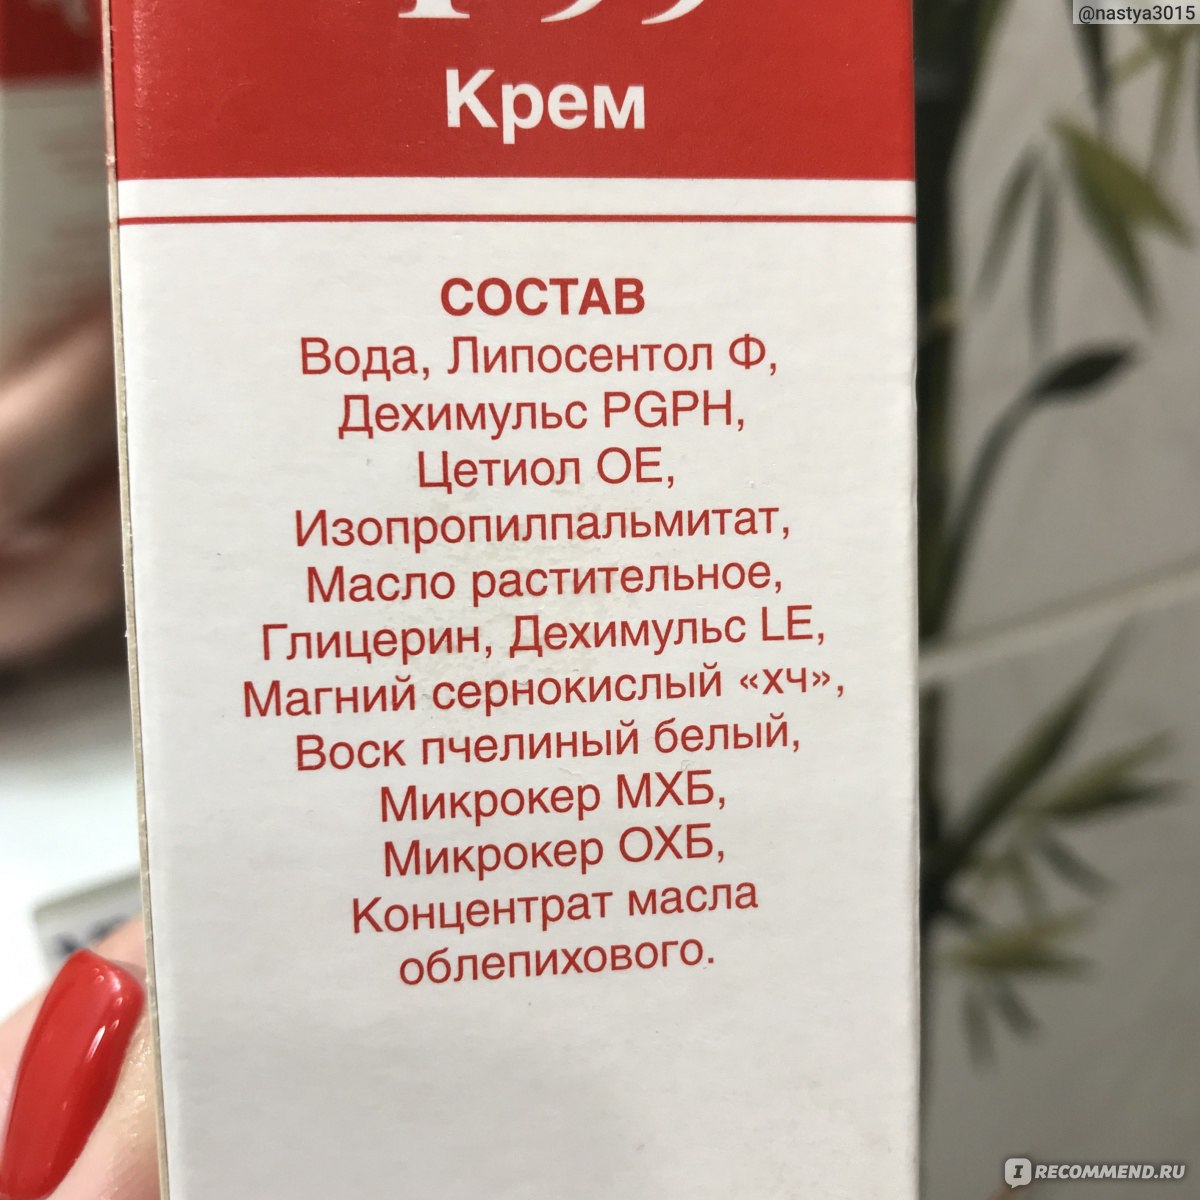 @nastya3015
Крем
СОСТАВ
Вода, Липосентол Ф,
Дехимульс PGPH,
Цетиол OE,
Изопропилпальмитат,
Масло растительное,
Глицерин, Дехимульс LE,
Магний сернокислый «хч»,
Воск пчелиный белый,
Микрокер МХБ,
Микрокер ОХБ,
Концентрат масла
облепихового.
I RECOMMEND.RU